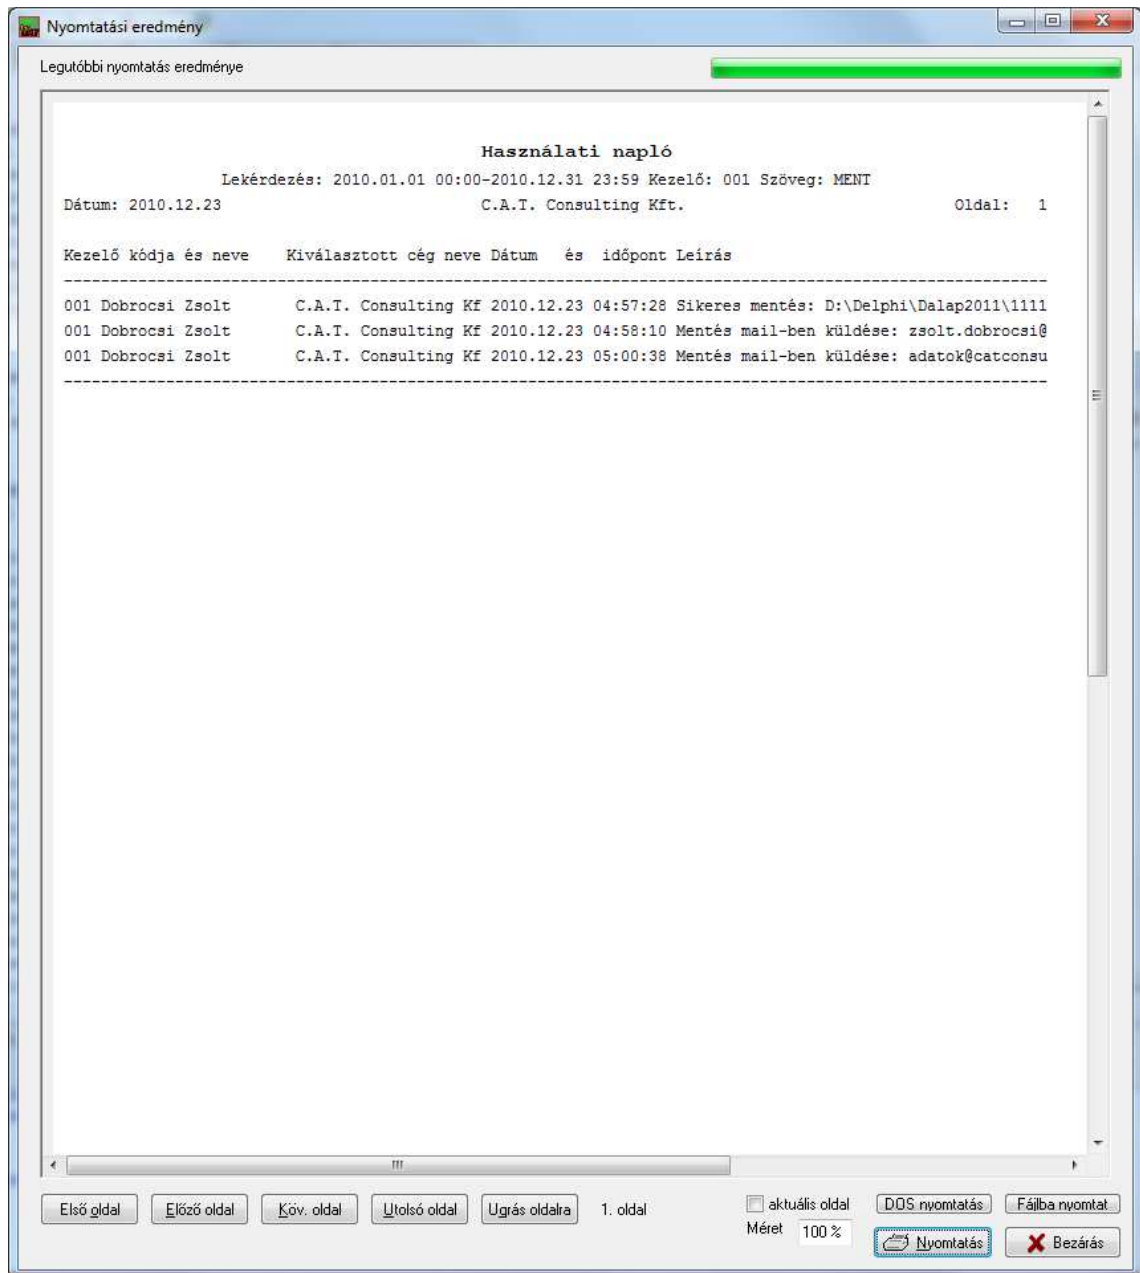 Nyomtatási eredmény
Legutóbbi nyomtatás eredménye
Használati napló
Lekérdezés: 2010.01.01 00:00-2010.12.31 23:59 Kezelő: 001 Szöveg: MENT
Dátum: 2010.12.23 C.A.T. Consulting Kft. Oldal: 1
Kezelő kódja és neve Kiválasztott cég neve Dátum és időpont Leírás
001 Dobrocsi Zsolt C.A.T. Consulting Kf 2010.12.23 04:57:28 Sikeres mentés: D:\Delphi\Dalap2011\1111
001 Dobrocsi Zsolt C.A.T. Consulting Kf 2010.12.23 04:58:10 Mentés mail-ben küldése: zsolt.dobrocsi@
001 Dobrocsi Zsolt C.A.T. Consulting Kf 2010.12.23 05:00:38 Mentés mail-ben küldése: adatok@catconsu
Első oldal Előző oldal Köv. oldal Utolsó oldal Ugrás oldalra 1. oldal aktuális oldal DOS nyomtatás Fájlba nyomtat
Méret 100 % Nyomtatás Bezárás